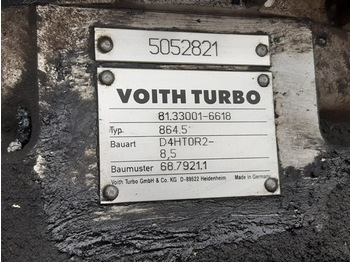 5052821
VOITH TURBO
81.33001-6618
Typ. 864.5
Bauart D4HTOR2-
8,5
Baumuster 68.7921.1
Voith Turbo GmbH & Co. KG D-89522 Heidenheim Made in Germany